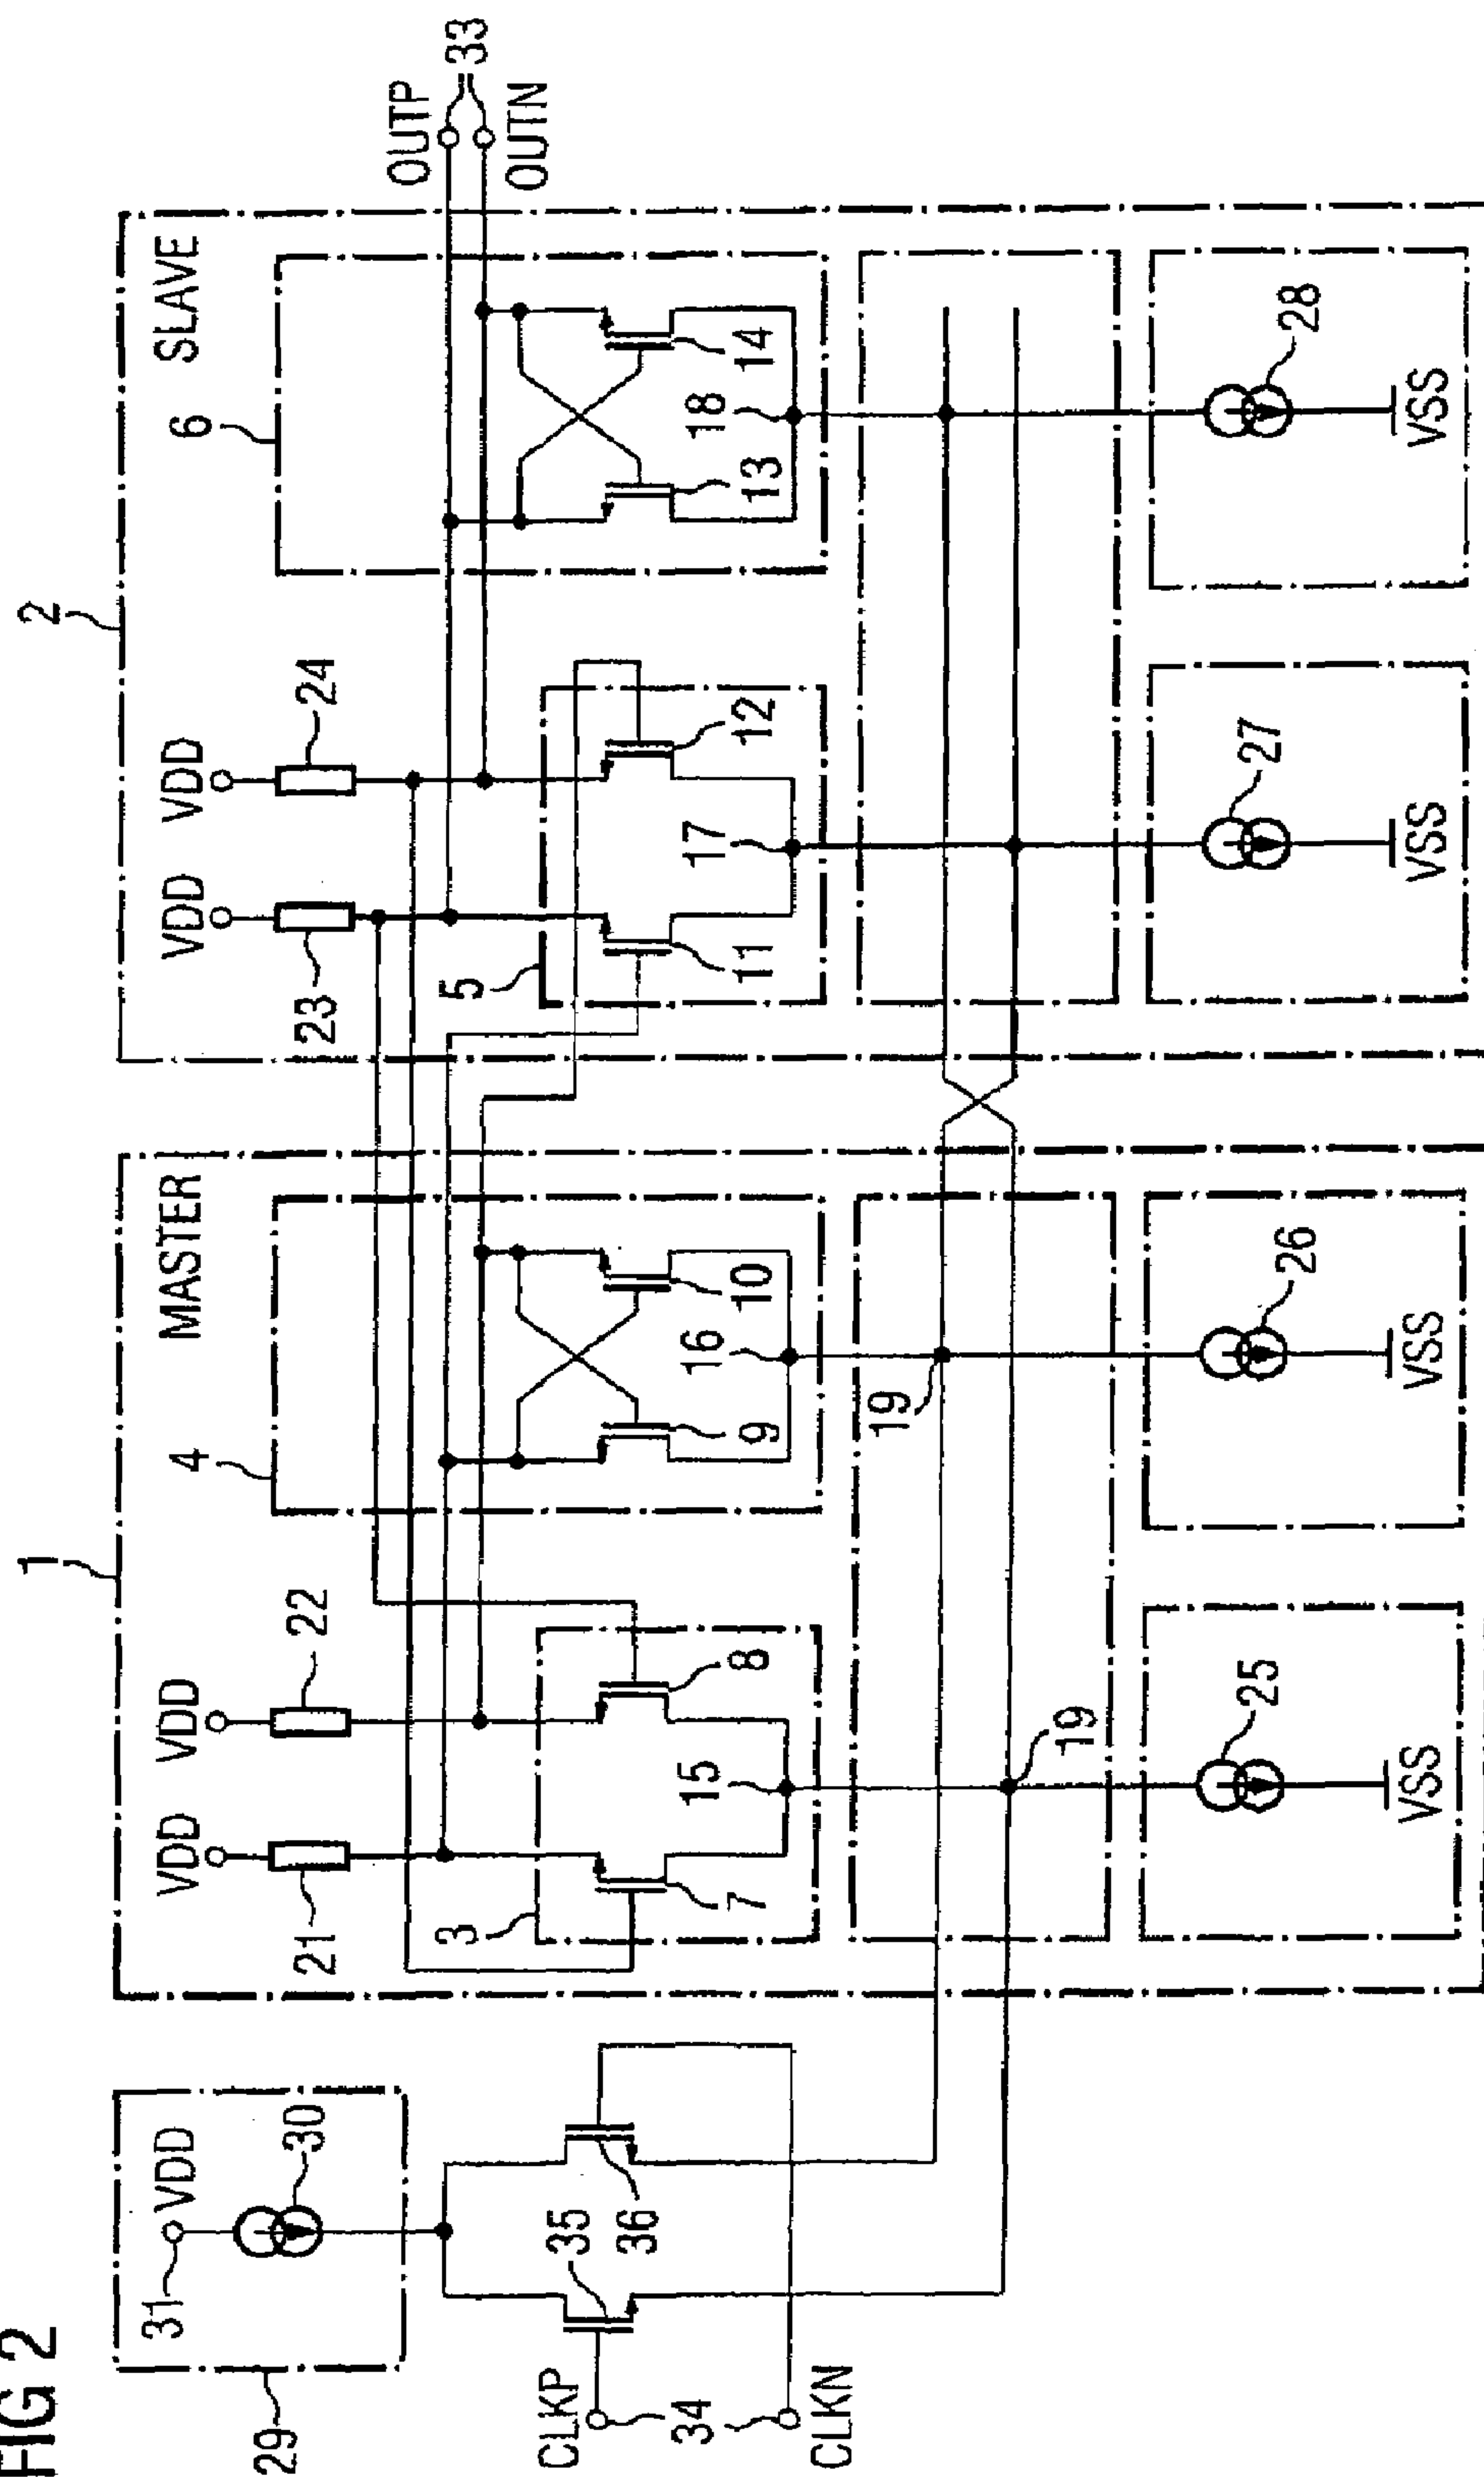 FIG 2
1
2
MASTER
SLAVE
31
VDD
30
29
VDD
VDD
21
22
4
VDD
VDD
23
24
6
OUTP
33
OUTN
3
5
CLKP
34
CLKN
35
36
7
8
15
9
10
16
11
12
17
13
14
18
19
19
25
26
27
28
VSS
VSS
VSS
VSS